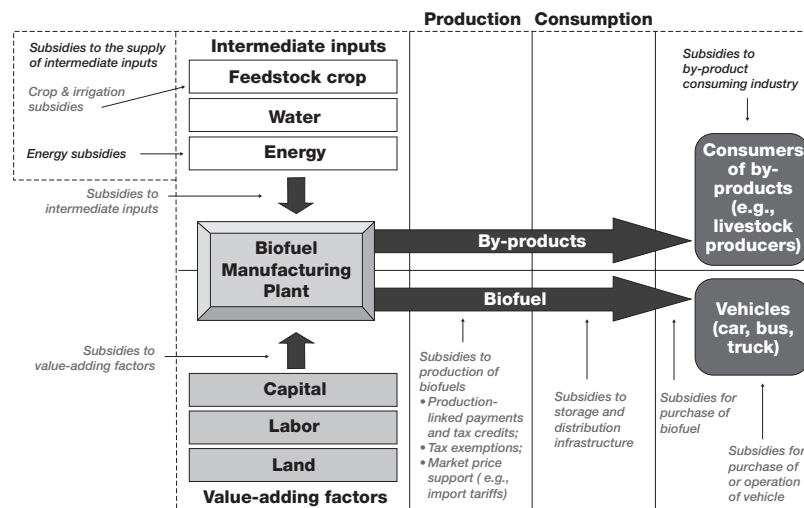 Production
Consumption
Subsidies to the supply
of intermediate inputs
Crop & irrigation
subsidies
Energy subsidies
Subsidies to
intermediate inputs
Intermediate inputs
Feedstock crop
Water
Energy
Biofuel
Manufacturing
Plant
Subsidies to
value-adding factors
Capital
Labor
Land
Value-adding factors
By-products
Biofuel
Subsidies to
production of
biofuels
• Production-
linked payments
and tax credits;
• Tax exemptions;
• Market price
support ( e.g.,
import tariffs)
Subsidies to
storage and
distribution
infrastructure
Subsidies to
by-product
consuming industry
Consumers
of by-
products
(e.g.,
livestock
producers)
Vehicles
(car, bus,
truck)
Subsidies for
purchase of
biofuel
Subsidies for
purchase of
or operation
of vehicle